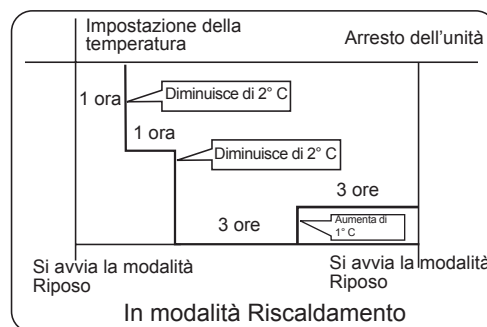 Impostazione della
temperatura
Arresto dell'unità
1 ora
Diminuisce di 2° C
1 ora
Diminuisce di 2° C
3 ore
3 ore
Aumenta di
1° C
Si avvia la modalità
Riposo
Si avvia la modalità
Riposo
In modalità Riscaldamento